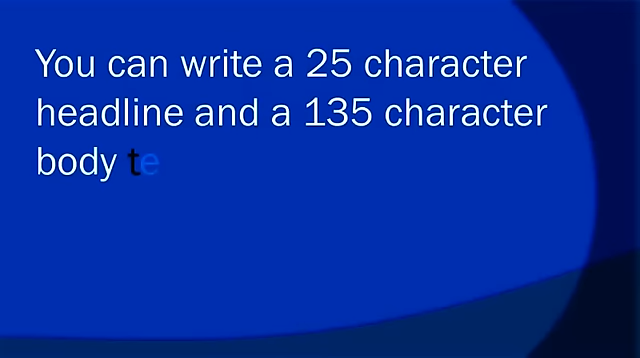 You can write a 25 character
headline and a 135 character
body te